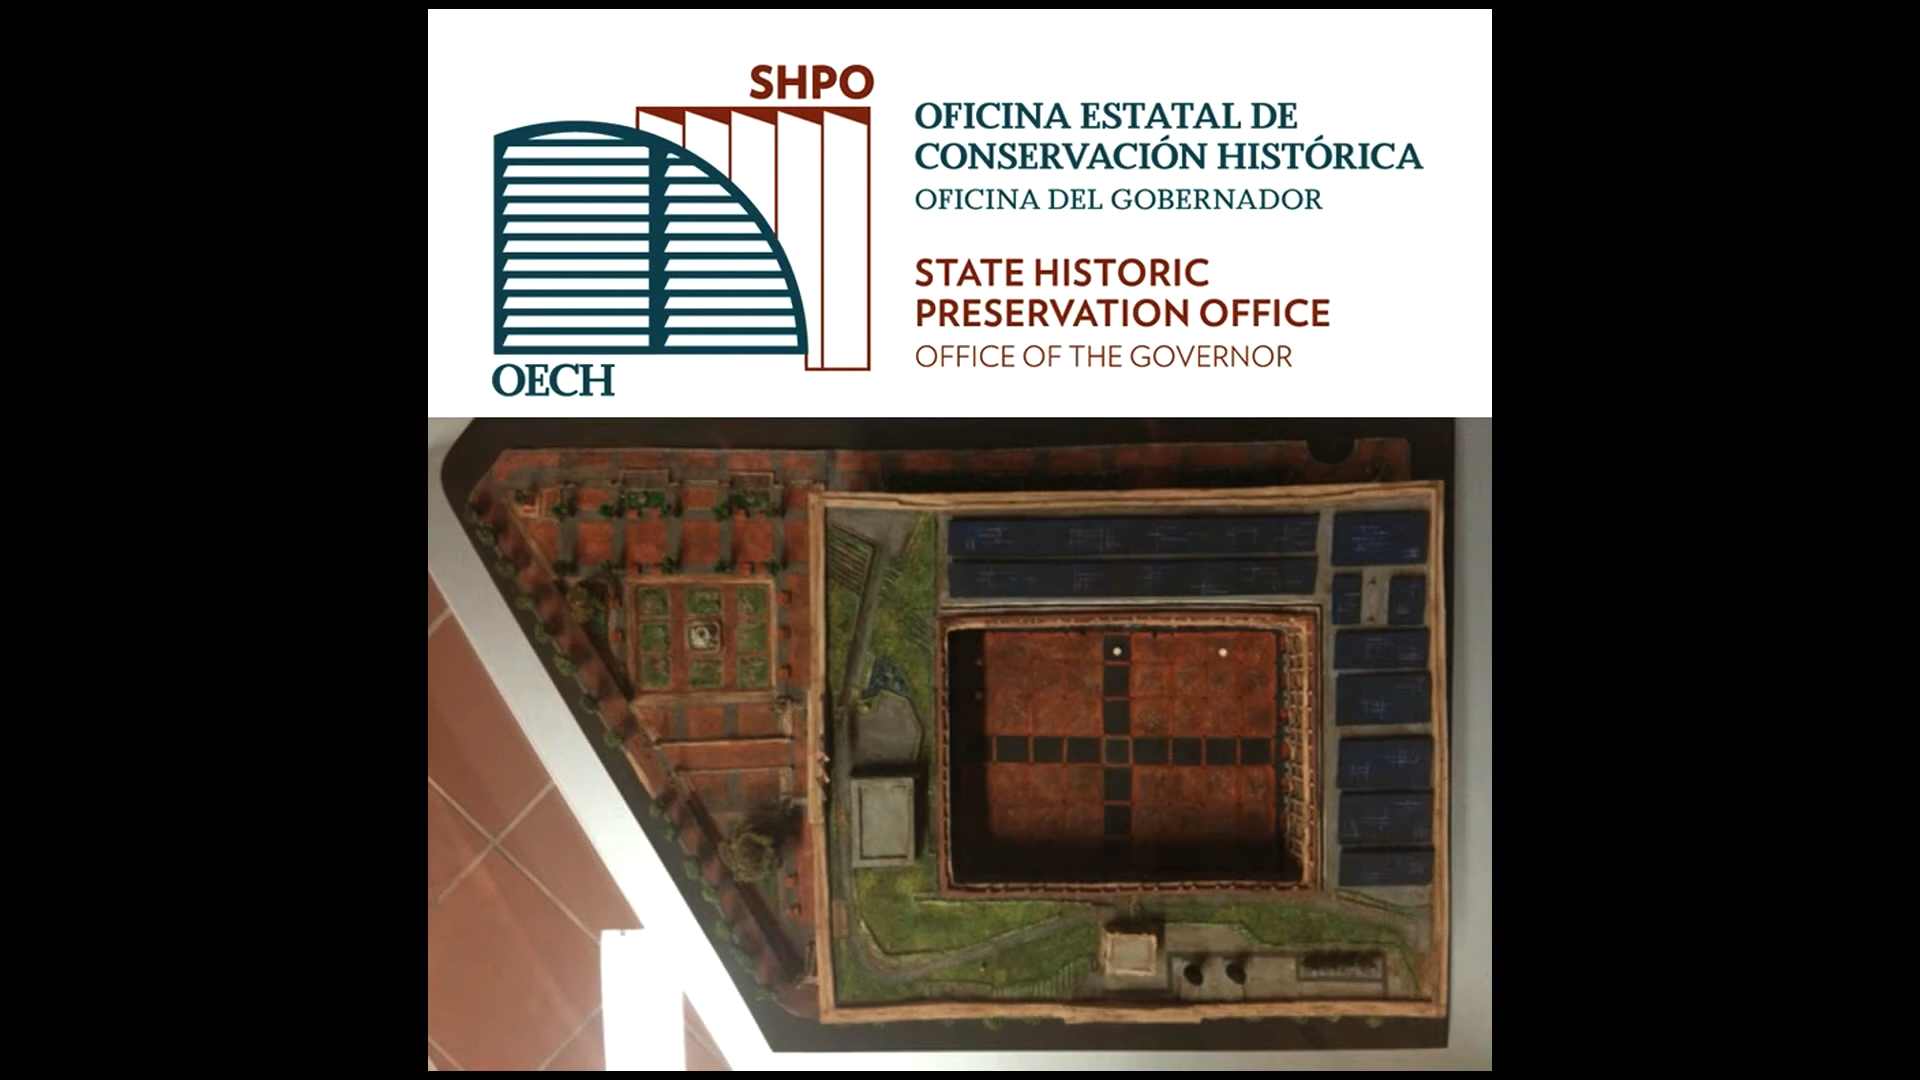 SHPO
OECH
OFICINA ESTATAL DE
CONSERVACIÓN HISTÓRICA
OFICINA DEL GOBERNADOR
STATE HISTORIC
PRESERVATION OFFICE
OFFICE OF THE GOVERNOR